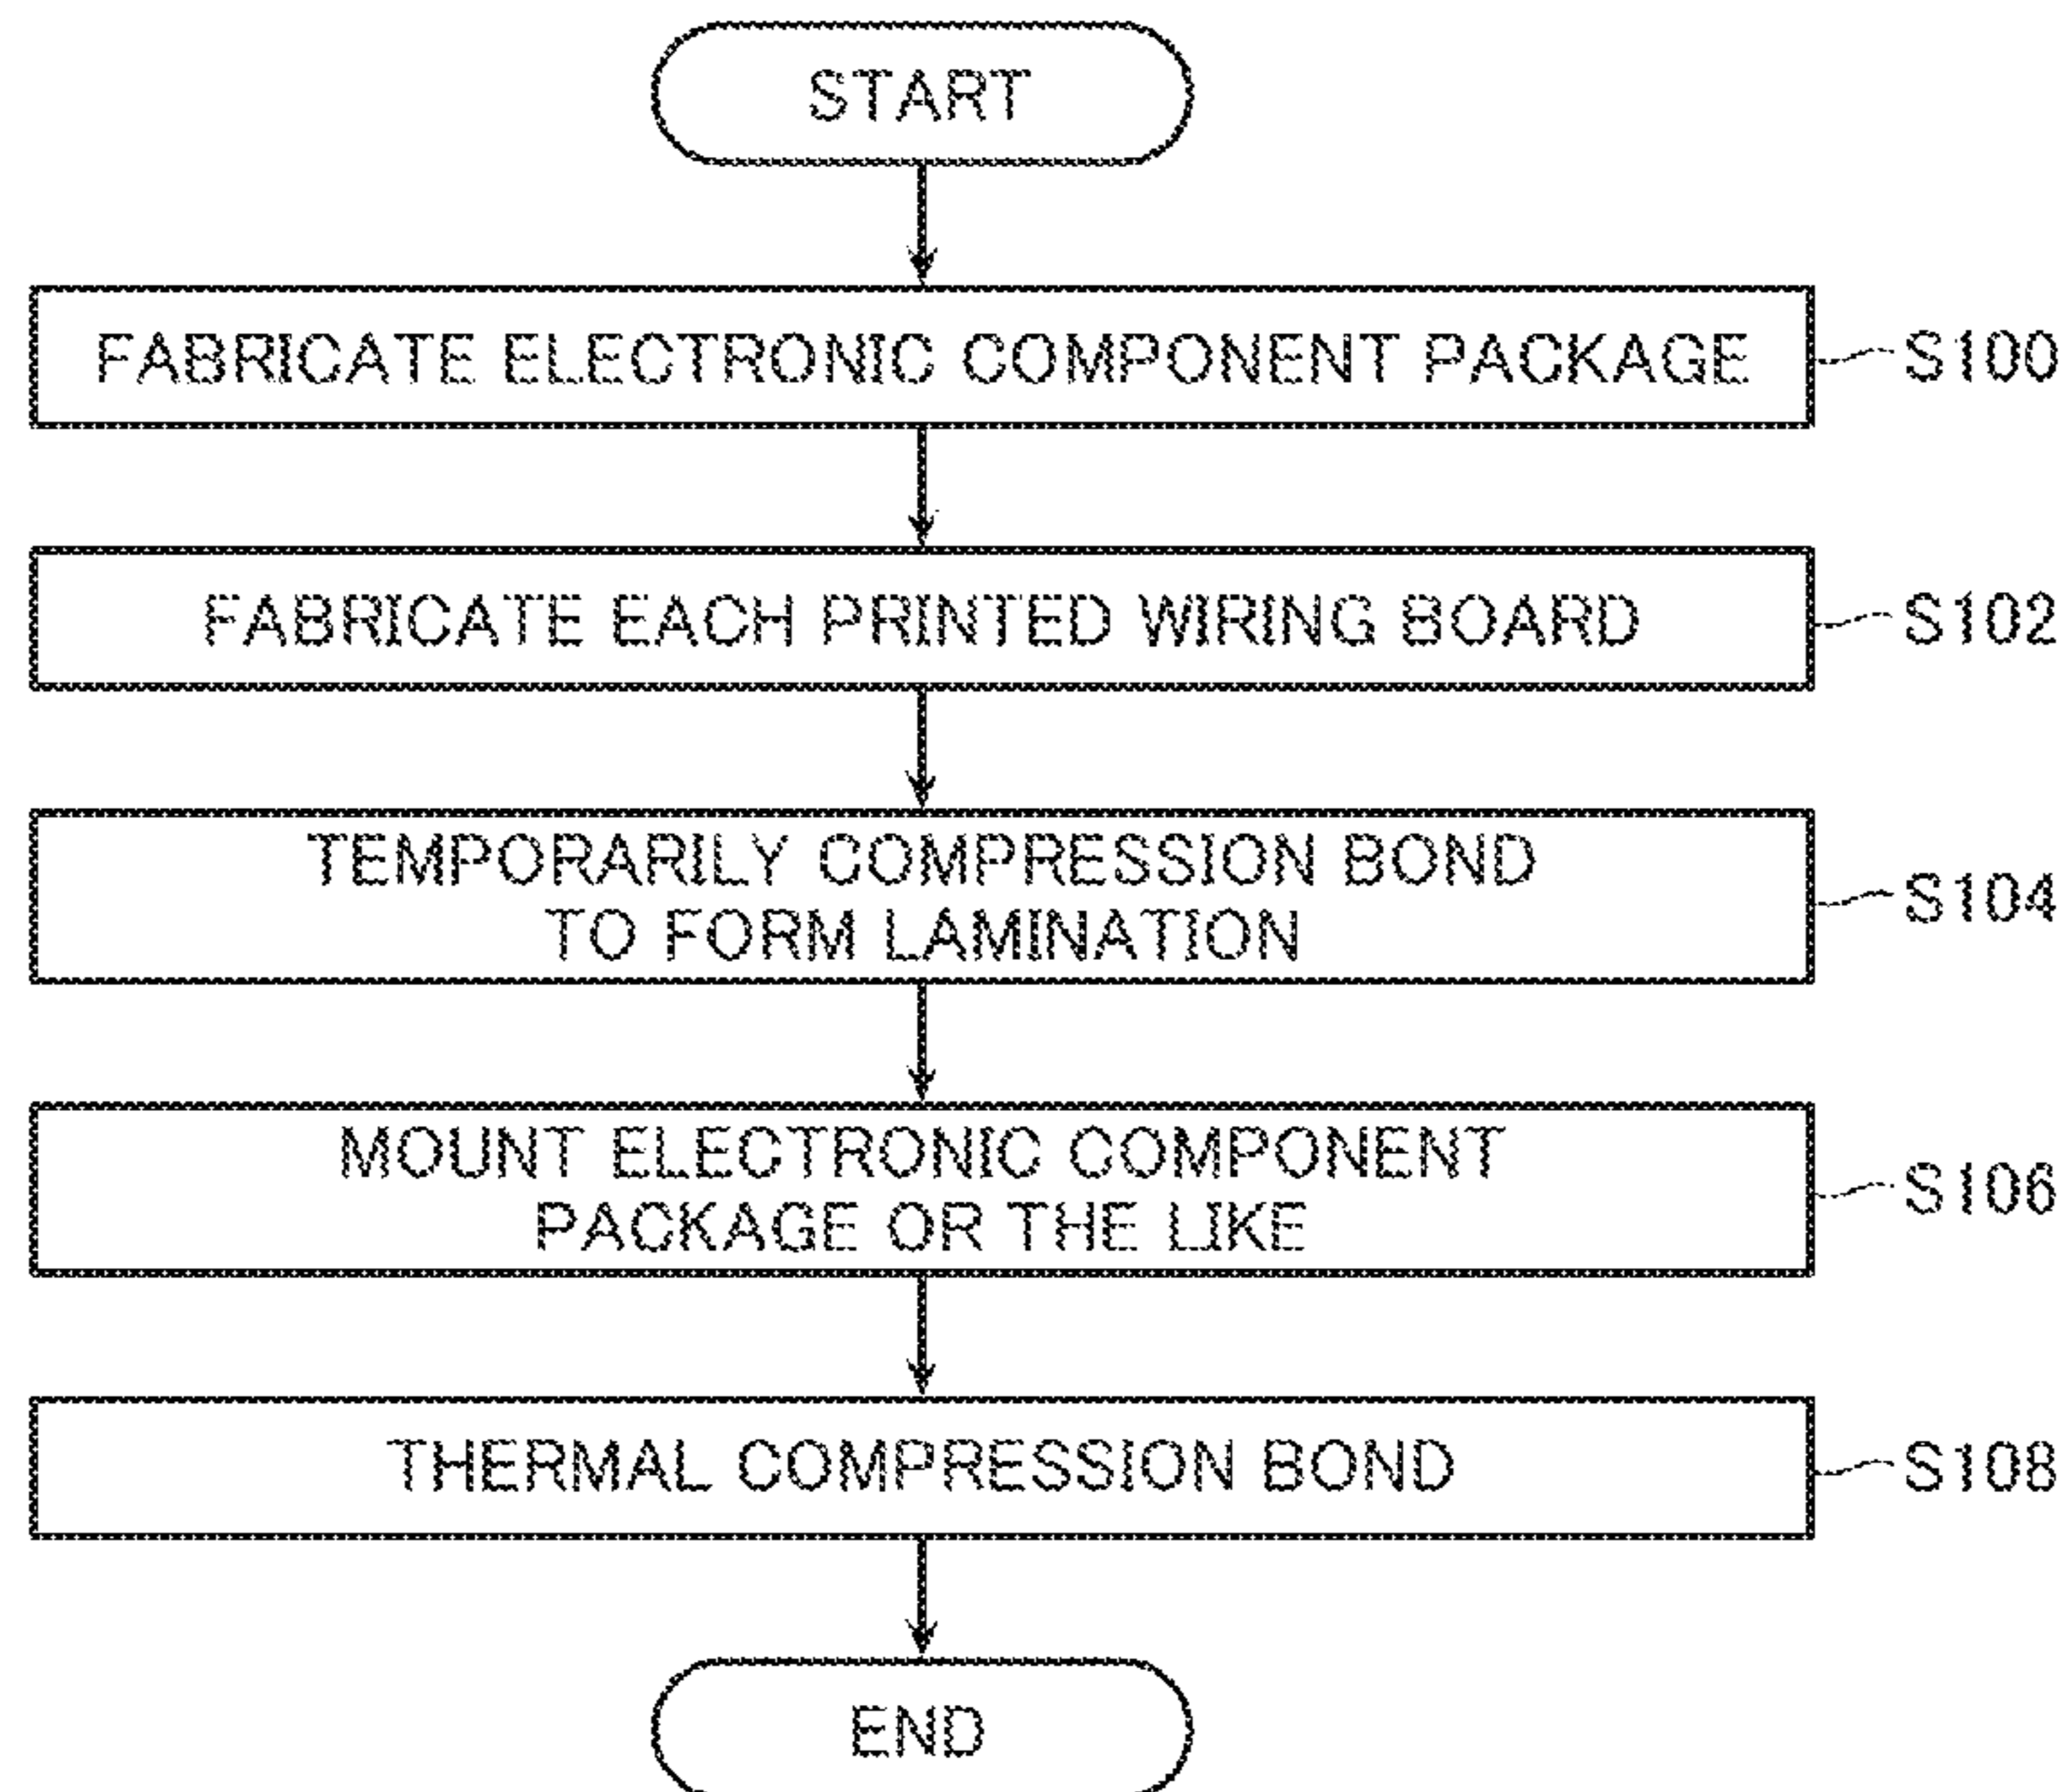 START
FABRICATE ELECTRONIC COMPONENT PACKAGE
S100
FABRICATE EACH PRINTED WIRING BOARD
S102
TEMPORARILY COMPRESSION BOND
TO FORM LAMINATION
S104
MOUNT ELECTRONIC COMPONENT
PACKAGE OR THE LIKE
S106
THERMAL COMPRESSION BOND
S108
END